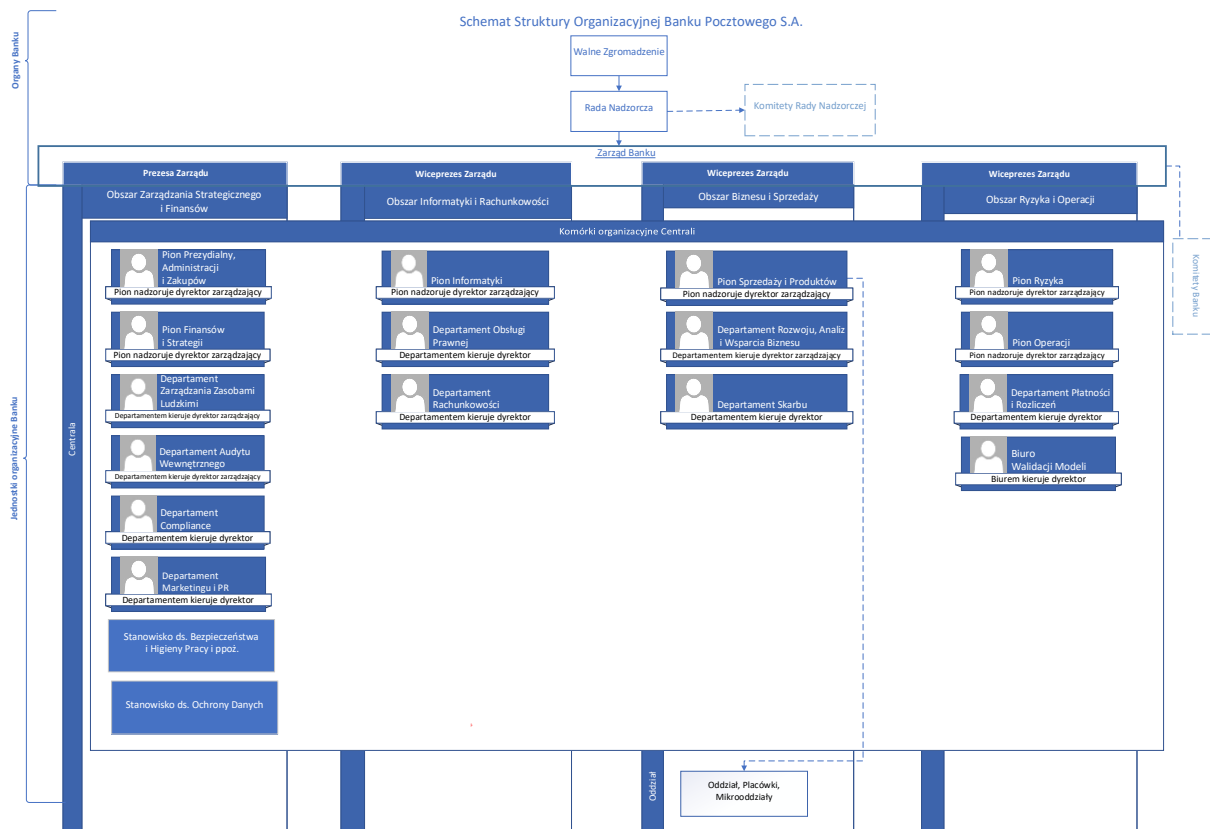 Schemat Struktury Organizacyjnej Banku Pocztowego S.A.
Organy Banku
Walne Zgromadzenie
Rada Nadzorcza
Komitety Rady Nadzorczej
Zarząd Banku
Prezesa Zarządu
Wiceprezes Zarządu
Wiceprezes Zarządu
Wiceprezes Zarządu
Obszar Zarządzania Strategicznego
i Finansów
Obszar Informatyki i Rachunkowości
Obszar Biznesu i Sprzedaży
Obszar Ryzyka i Operacji
Komitety Banku
Jednostki organizacyjne Banku
Centrala
Komórki organizacyjne Centrali
Pion Prezydialny,
Administracji
i Zakupów
Pion nadzoruje dyrektor zarządzający
Pion Finansów
i Strategii
Pion nadzoruje dyrektor zarządzający
Departament
Zarządzania Zasobami
Ludzkimi
Departamentem kieruje dyrektor zarządzający
Departament Audytu
Wewnętrznego
Departamentem kieruje dyrektor zarządzający
Departament
Compliance
Departamentem kieruje dyrektor
Departament
Marketingu i PR
Departamentem kieruje dyrektor
Stanowisko ds. Bezpieczeństwa
i Higieny Pracy i ppoż.
Stanowisko ds. Ochrony Danych
Pion Informatyki
Pion nadzoruje dyrektor zarządzający
Departament Obsługi
Prawnej
Departamentem kieruje dyrektor
Departament
Rachunkowości
Departamentem kieruje dyrektor
Pion Sprzedaży i Produktów
Pion nadzoruje dyrektor zarządzający
Departament Rozwoju, Analiz
i Wsparcia Biznesu
Departamentem kieruje dyrektor zarządzający
Departament Skarbu
Departamentem kieruje dyrektor
Pion Ryzyka
Pion nadzoruje dyrektor zarządzający
Pion Operacji
Pion nadzoruje dyrektor zarządzający
Departament Płatności
i Rozliczeń
Departamentem kieruje dyrektor
Biuro
Walidacji Modeli
Biurem kieruje dyrektor
Oddział
Oddział, Placówki,
Mikrooddziały